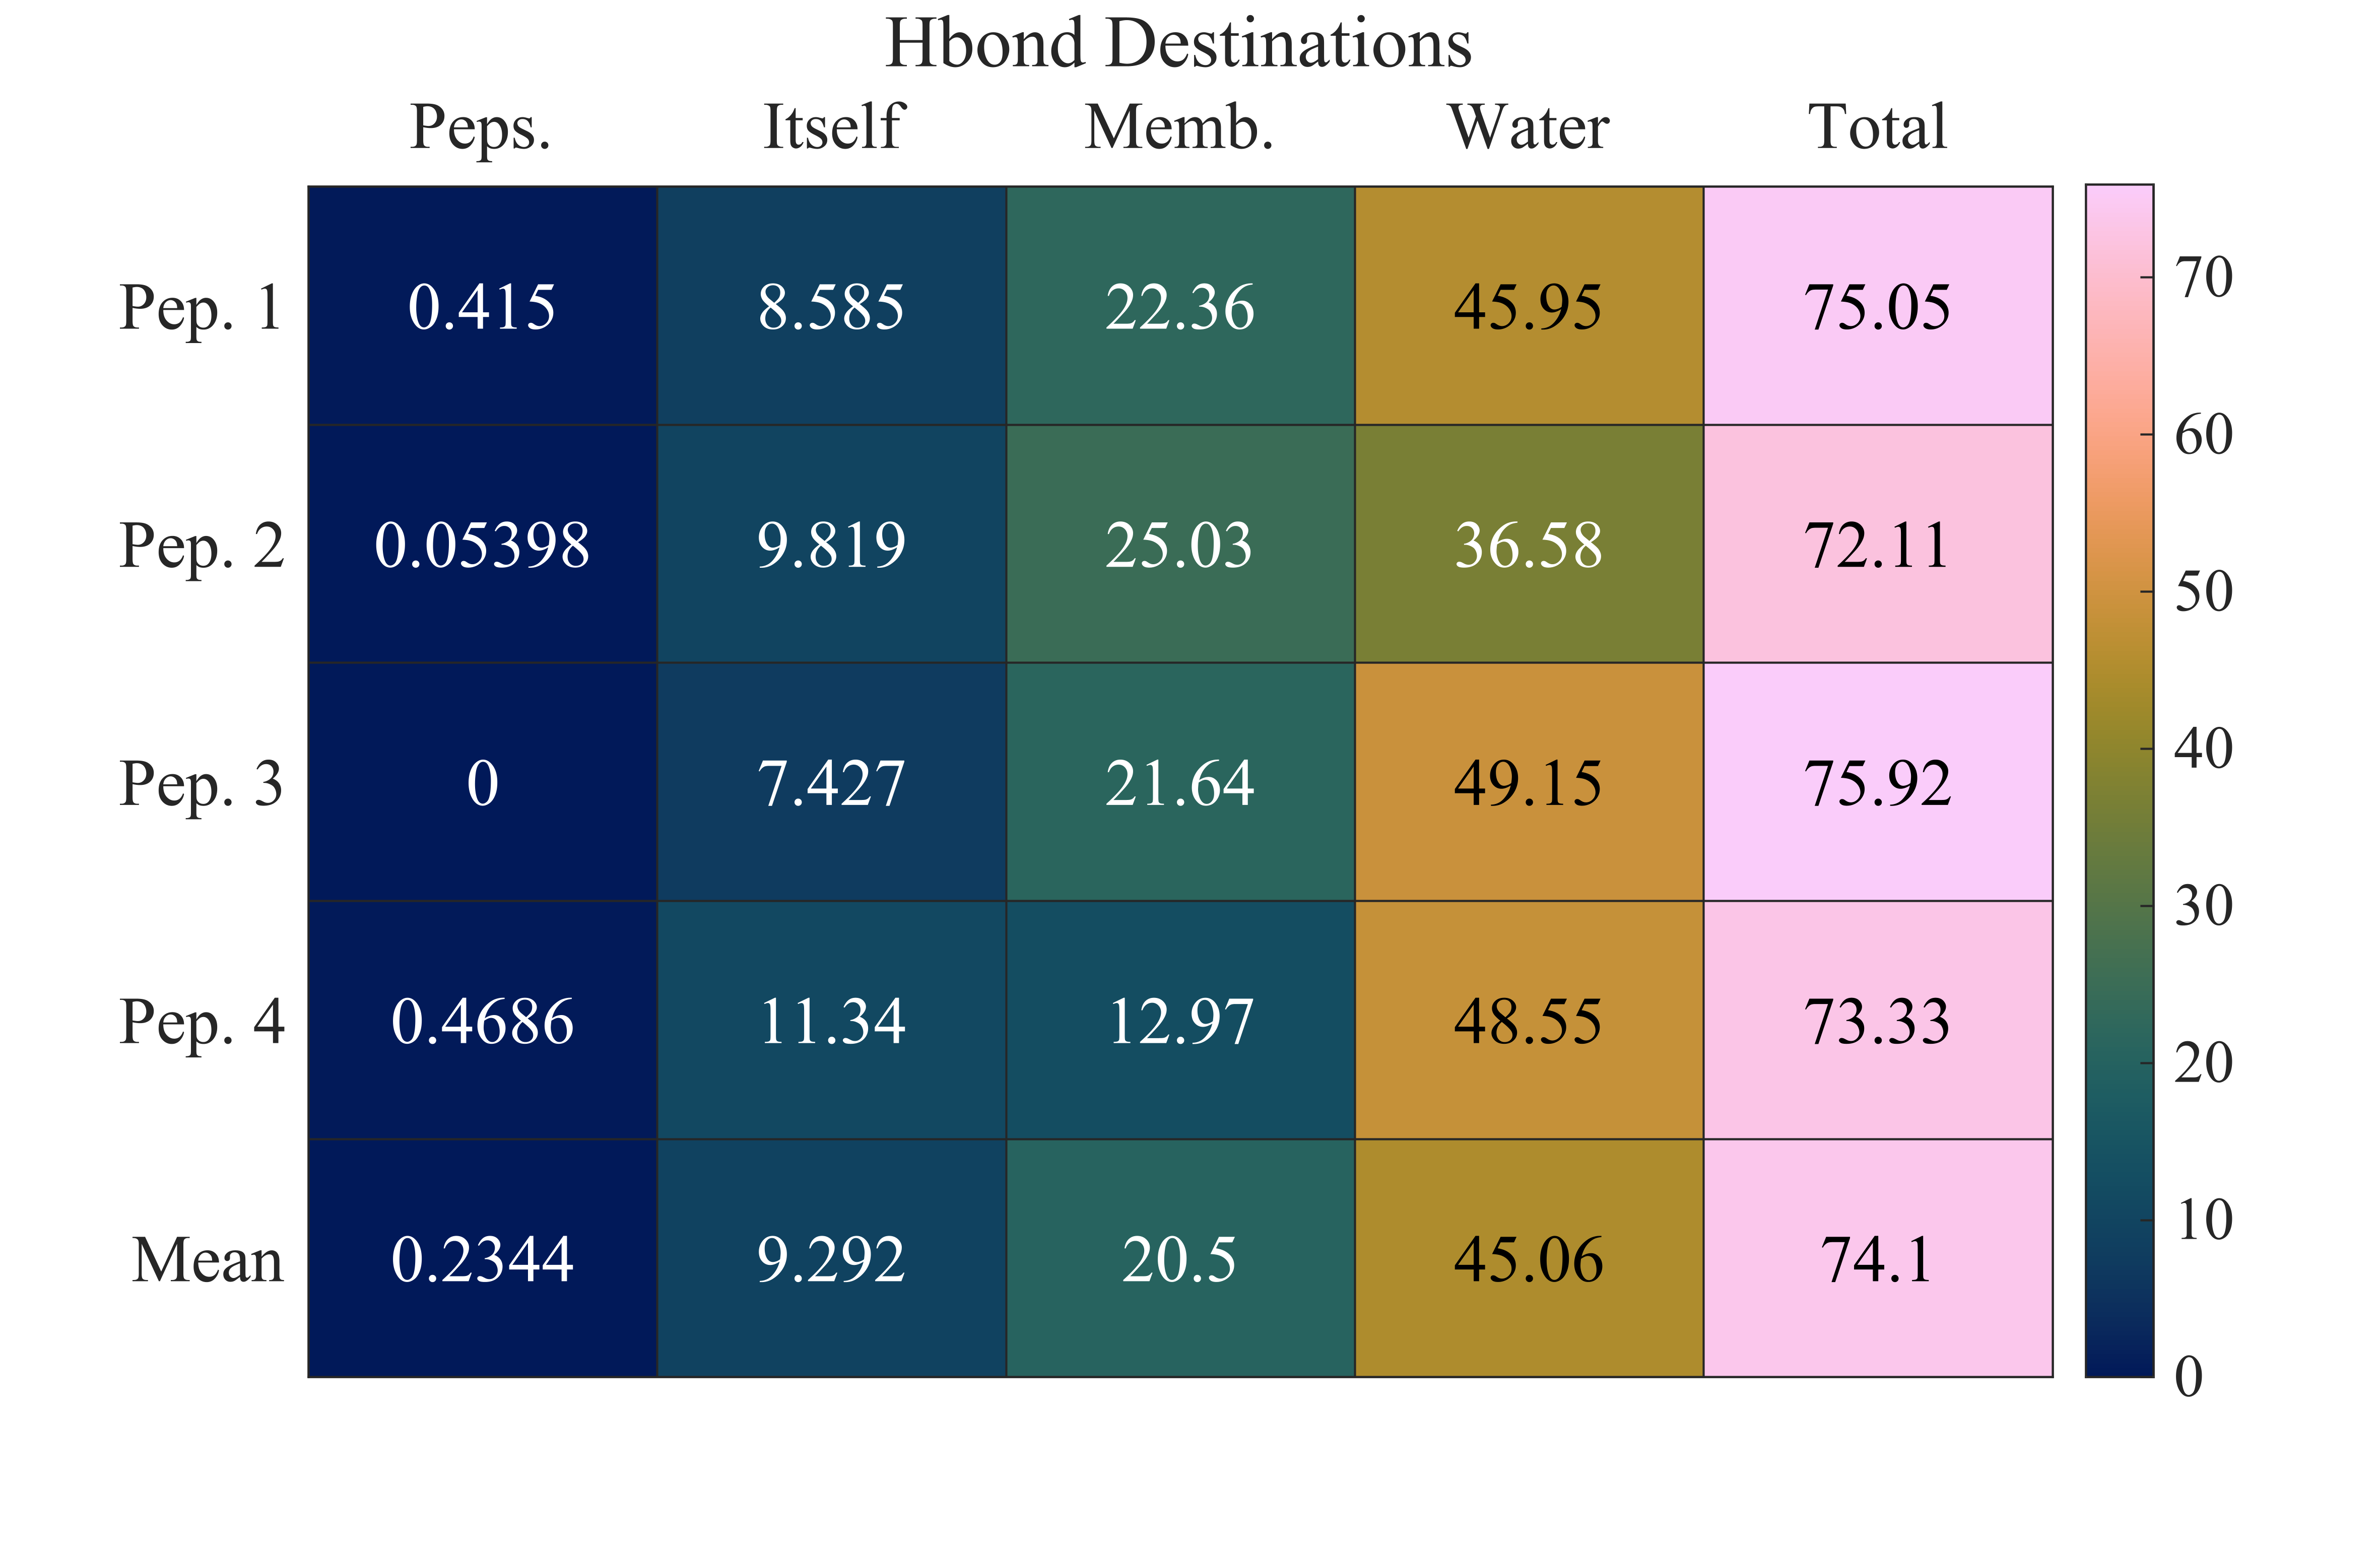 Hbond Destinations
Peps. Itself Memb. Water Total
Pep. 1 0.415 8.585 22.36 45.95 75.05
Pep. 2 0.05398 9.819 25.03 36.58 72.11
Pep. 3 0 7.427 21.64 49.15 75.92
Pep. 4 0.4686 11.34 12.97 48.55 73.33
Mean 0.2344 9.292 20.5 45.06 74.1
70
60
50
40
30
20
10
0